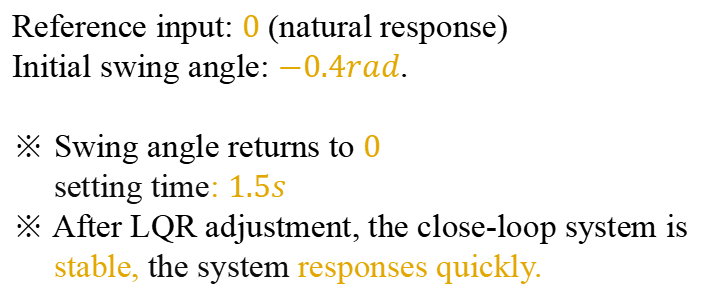 Reference input: 0 (natural response)
Initial swing angle: −0.4rad.
※ Swing angle returns to 0
setting time: 1.5s
※ After LQR adjustment, the close-loop system is
stable, the system responses quickly.